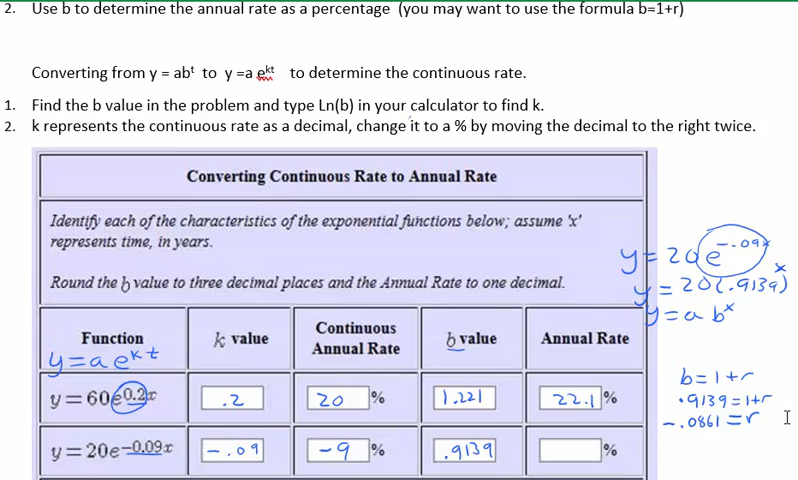 2. Use b to determine the annual rate as a percentage (you may want to use the formula b=1+r)
Converting from y = abᵗ to y =a eᵏᵗ to determine the continuous rate.
1. Find the b value in the problem and type Ln(b) in your calculator to find k.
2. k represents the continuous rate as a decimal, change it to a % by moving the decimal to the right twice.
Converting Continuous Rate to Annual Rate
Identify each of the characteristics of the exponential functions below; assume 'x'
represents time, in years.
Round the b value to three decimal places and the Annual Rate to one decimal.
y = 20e^-.09x
y = 20(.9139)^x
y = a b^x
Function k value Continuous Annual Rate b value Annual Rate
y = a e^kt
y = 60e^0.2x .2 20 % 1.221 22.1 %
y = 20e^-0.09x -.09 -9 % .9139 %
b = 1 + r
.9139 = 1 + r
-.0861 = r